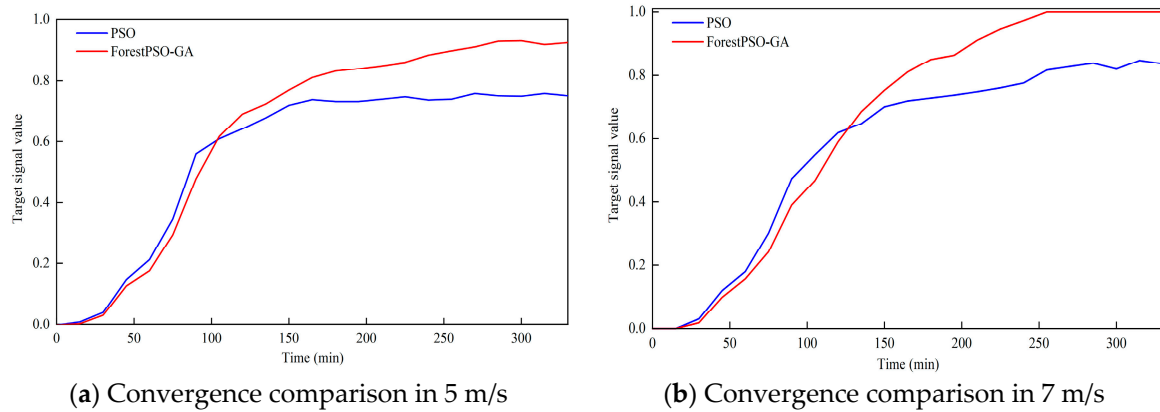 1.0
0.8
0.6
0.4
0.2
0.0
Target signal value
PSO
ForestPSO-GA
0 50 100 150 200 250 300
Time (min)
(a) Convergence comparison in 5 m/s
1.0
0.8
0.6
0.4
0.2
0.0
Target signal value
PSO
ForestPSO-GA
0 50 100 150 200 250 300
Time (min)
(b) Convergence comparison in 7 m/s